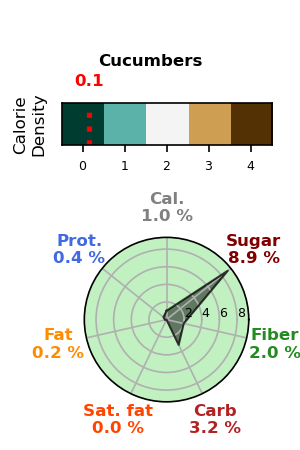 Cucumbers
0.1
Calorie
Density
0 1 2 3 4
Cal.
1.0 %
Prot.
0.4 %
Sugar
8.9 %
2 4 6 8
Fat
0.2 %
Fiber
2.0 %
Sat. fat
0.0 %
Carb
3.2 %